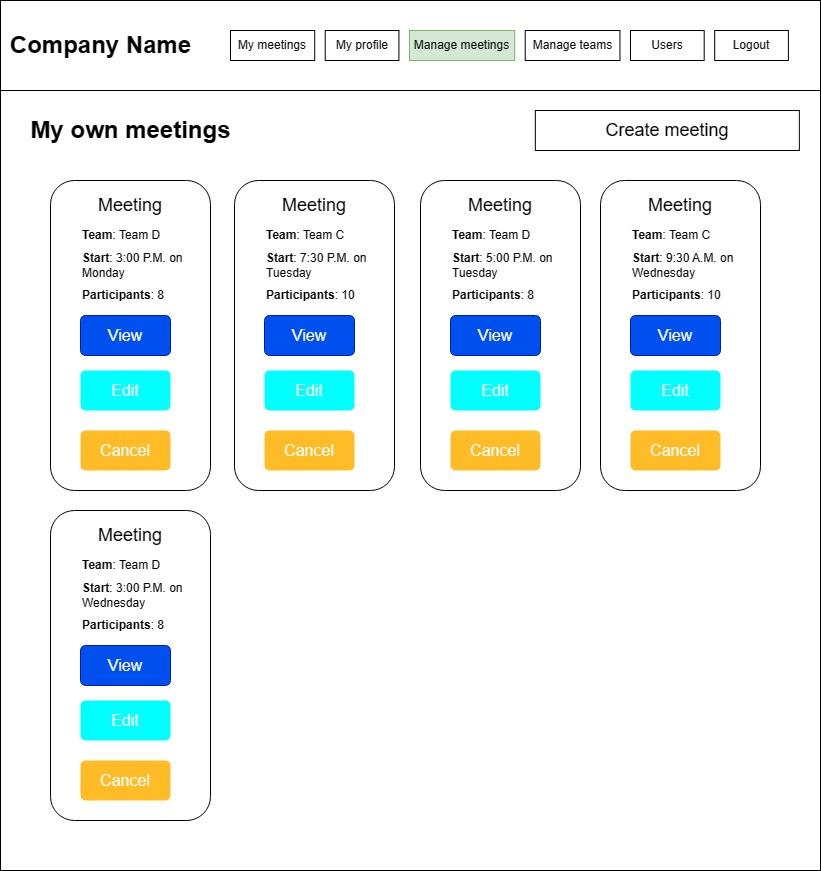 Company Name
My meetings
My profile
Manage meetings
Manage teams
Users
Logout
My own meetings
Create meeting
Meeting
Team: Team D
Start: 3:00 P.M. on
Monday
Participants: 8
View
Edit
Cancel
Meeting
Team: Team C
Start: 7:30 P.M. on
Tuesday
Participants: 10
View
Edit
Cancel
Meeting
Team: Team D
Start: 5:00 P.M. on
Tuesday
Participants: 8
View
Edit
Cancel
Meeting
Team: Team C
Start: 9:30 A.M. on
Wednesday
Participants: 10
View
Edit
Cancel
Meeting
Team: Team D
Start: 3:00 P.M. on
Wednesday
Participants: 8
View
Edit
Cancel